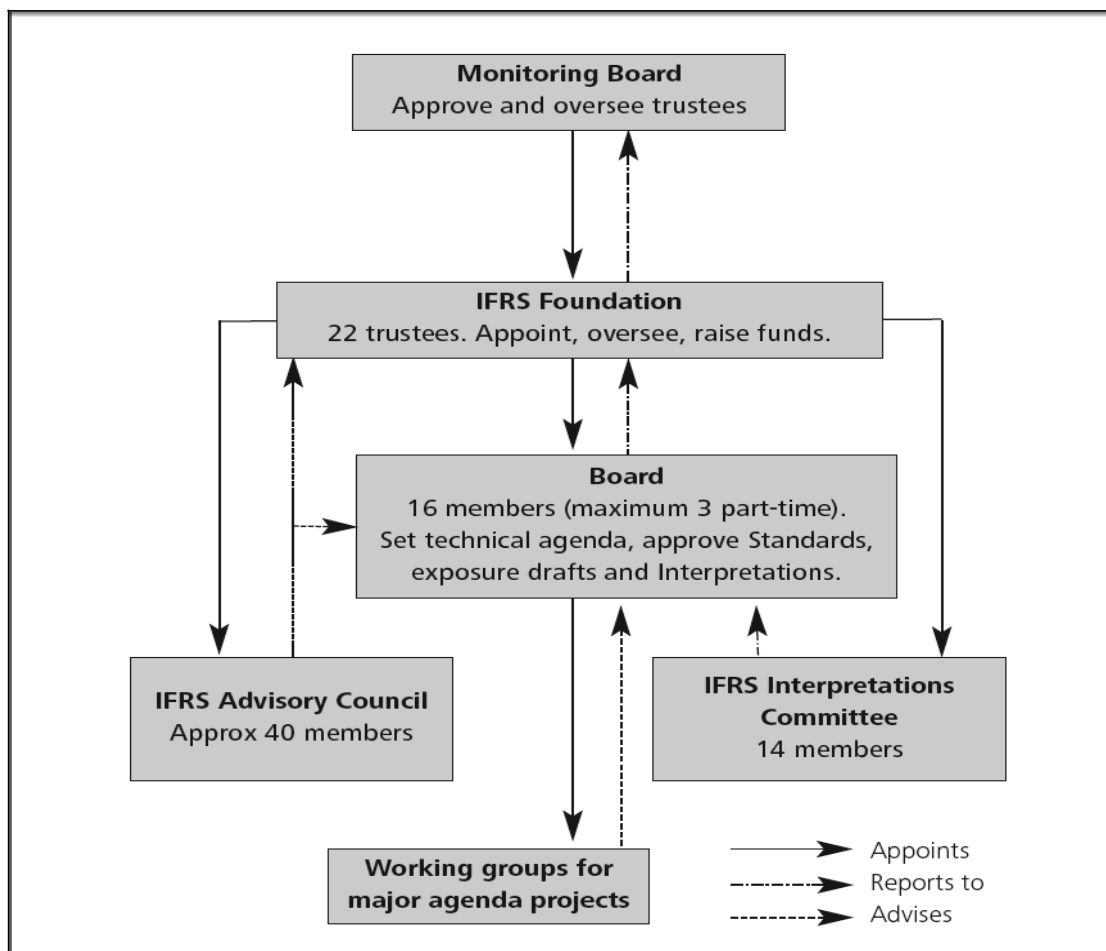 Monitoring Board
Approve and oversee trustees
IFRS Foundation
22 trustees. Appoint, oversee, raise funds.
Board
16 members (maximum 3 part-time).
Set technical agenda, approve Standards,
exposure drafts and Interpretations.
IFRS Advisory Council
Approx 40 members
IFRS Interpretations
Committee
14 members
Working groups for
major agenda projects
Appoints
Reports to
Advises